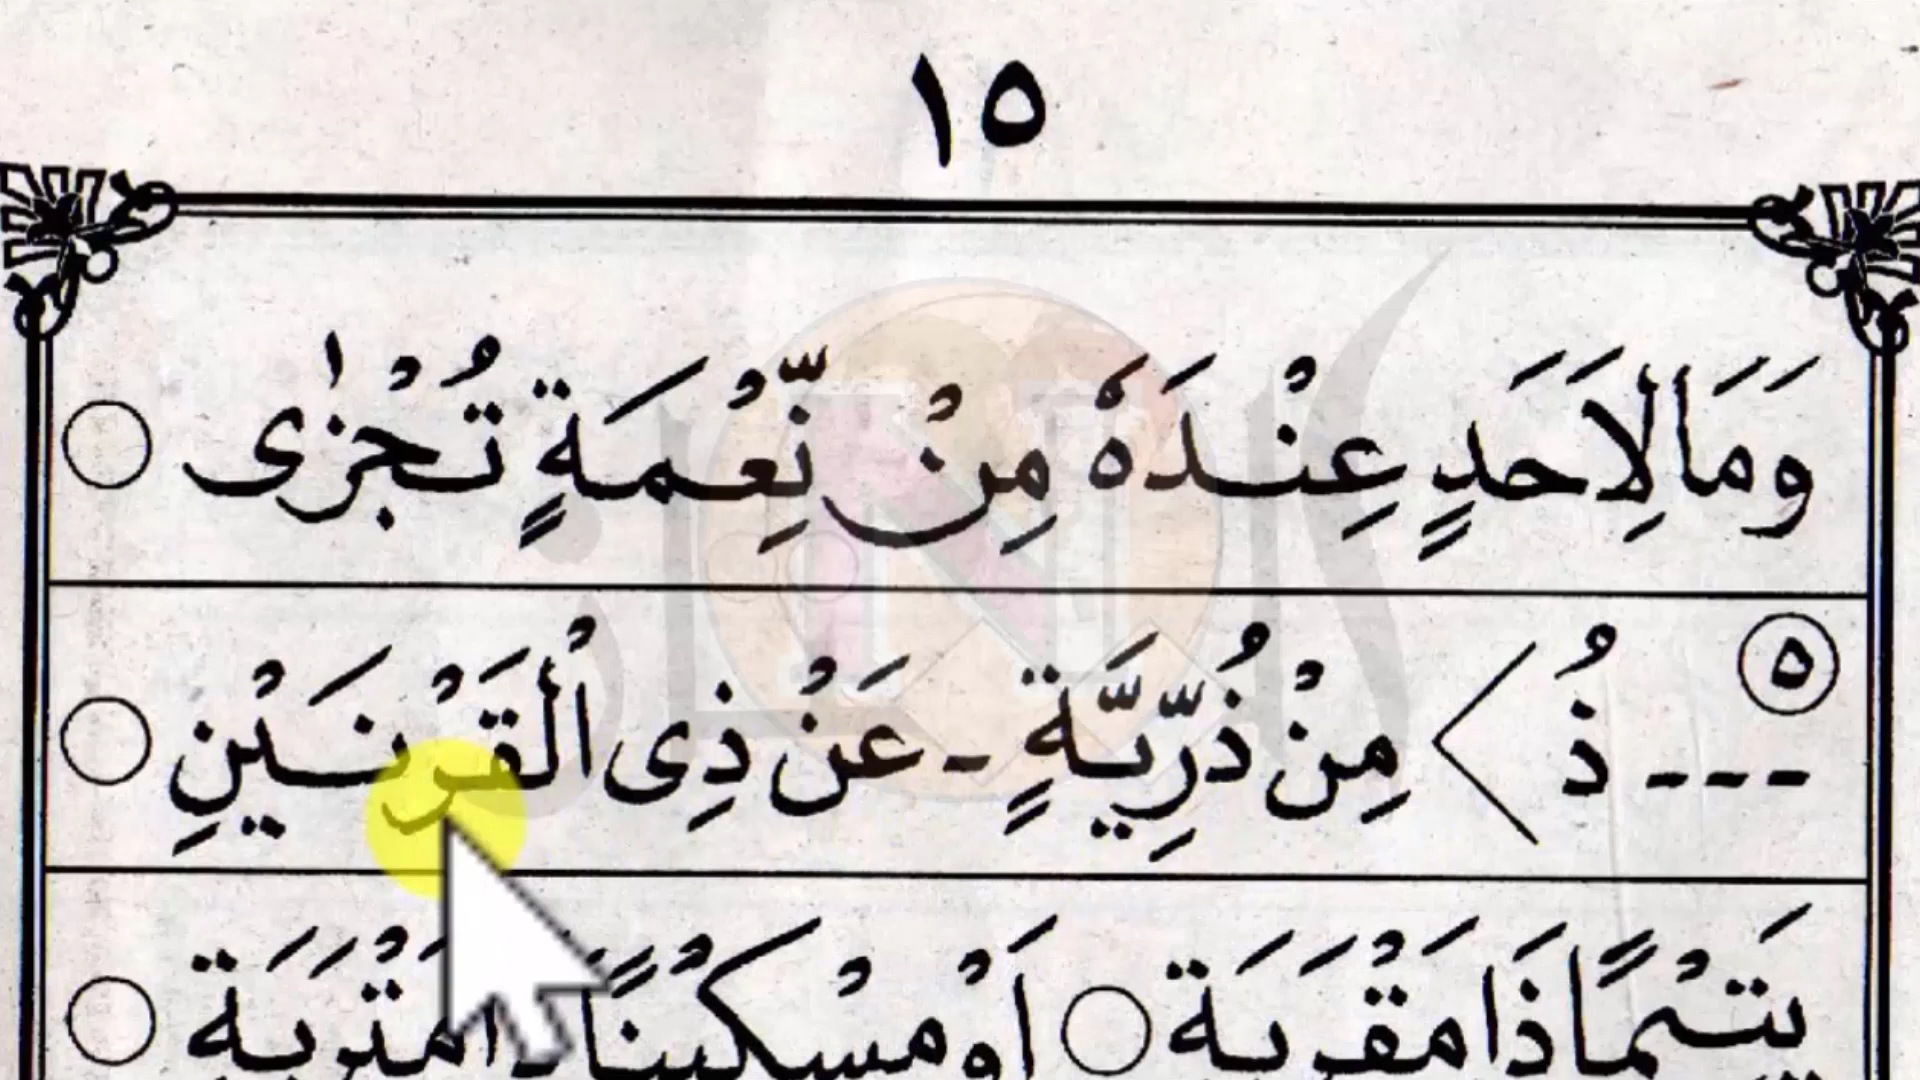 ١٥
وَمَا لِاَحَدٍ عِنْدَهٗ مِنْ نِّعْمَةٍ تُجْزٰى ○
٥ --- ذُ > مِنْ ذُرِّيَّةٍ - عَنْ ذِى الْقَرْنَيْنِ ○
يَتِيْمًا ذَا مَقْرَبَةٍ ○ اَوْ مِسْكِيْنًا ذَا مَتْرَبَةٍ ○